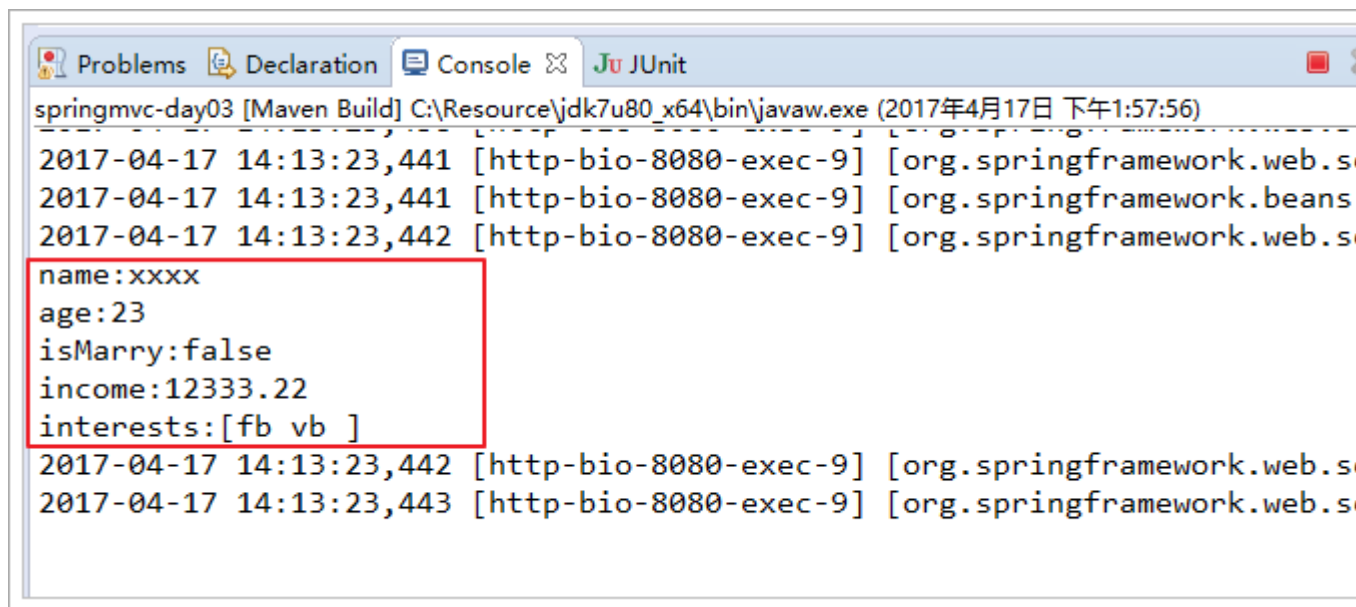 Problems Declaration Console JU JUnit
springmvc-day03 [Maven Build] C:\Resource\jdk7u80_x64\bin\javaw.exe (2017年4月17日 下午1:57:56)
2017-04-17 14:13:23,441 [http-bio-8080-exec-9] [org.springframework.web.s
2017-04-17 14:13:23,441 [http-bio-8080-exec-9] [org.springframework.beans
2017-04-17 14:13:23,442 [http-bio-8080-exec-9] [org.springframework.web.s
name:xxxx
age:23
isMarry:false
income:12333.22
interests:[fb vb ]
2017-04-17 14:13:23,442 [http-bio-8080-exec-9] [org.springframework.web.s
2017-04-17 14:13:23,443 [http-bio-8080-exec-9] [org.springframework.web.s